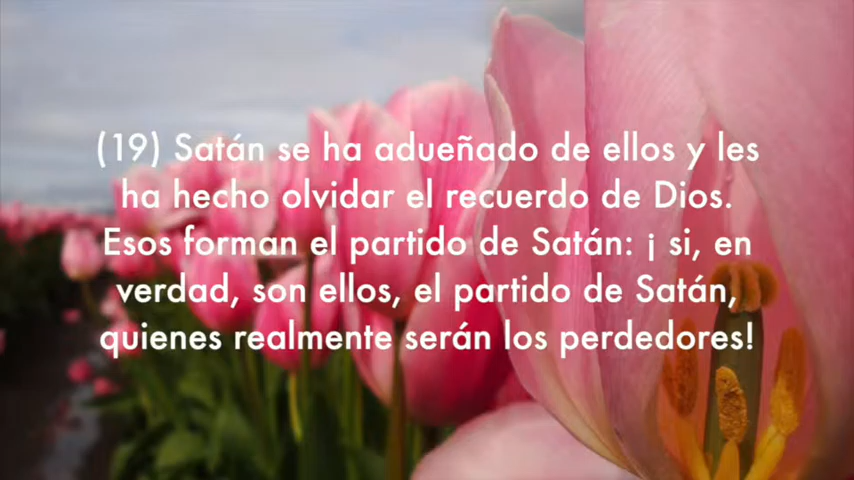 (19) Satán se ha adueñado de ellos y les
ha hecho olvidar el recuerdo de Dios.
Esos forman el partido de Satán: ¡ si, en
verdad, son ellos, el partido de Satán,
quienes realmente serán los perdedores!